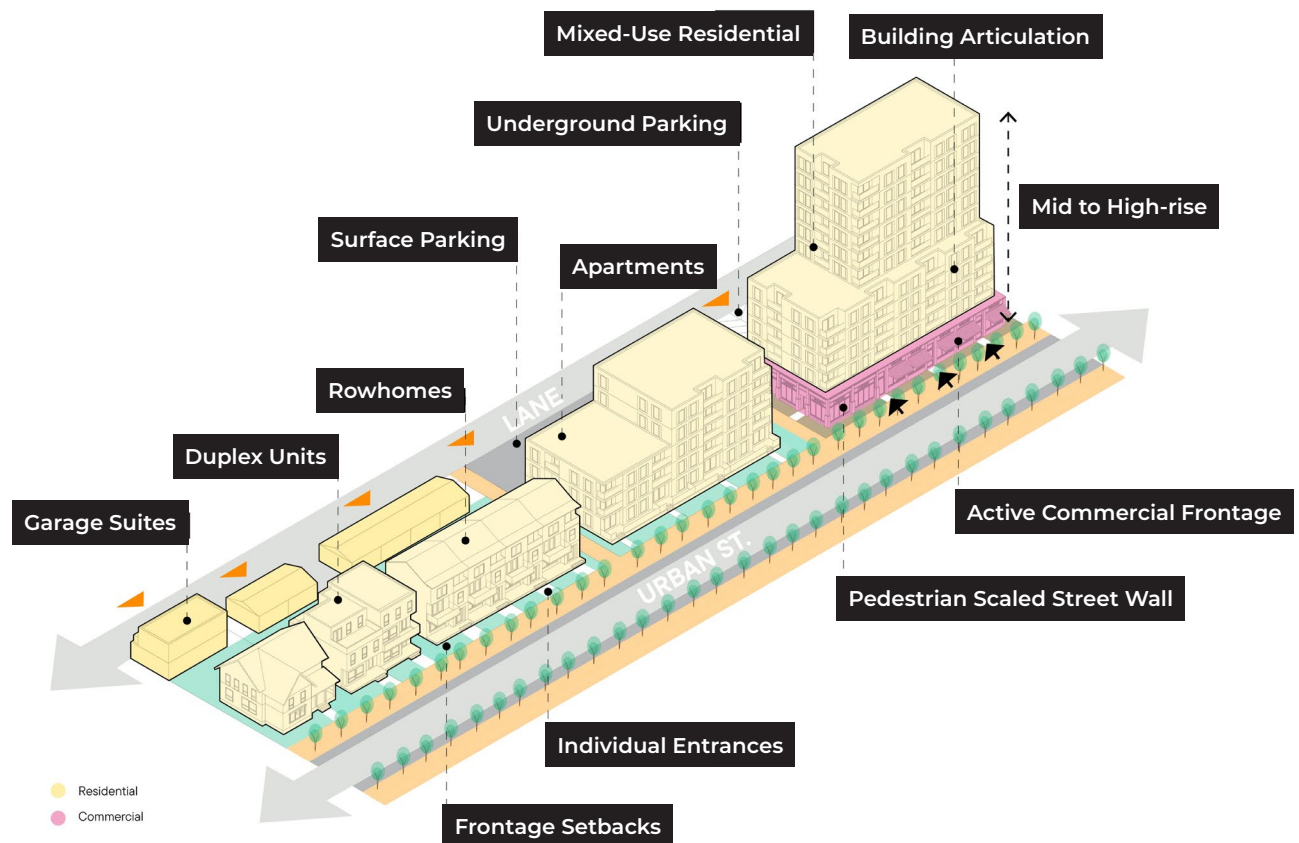 Mixed-Use Residential
Building Articulation
Underground Parking
Mid to High-rise
Surface Parking
Apartments
Rowhomes
LANE
Duplex Units
Garage Suites
Active Commercial Frontage
URBAN ST.
Pedestrian Scaled Street Wall
Individual Entrances
Residential
Commercial
Frontage Setbacks